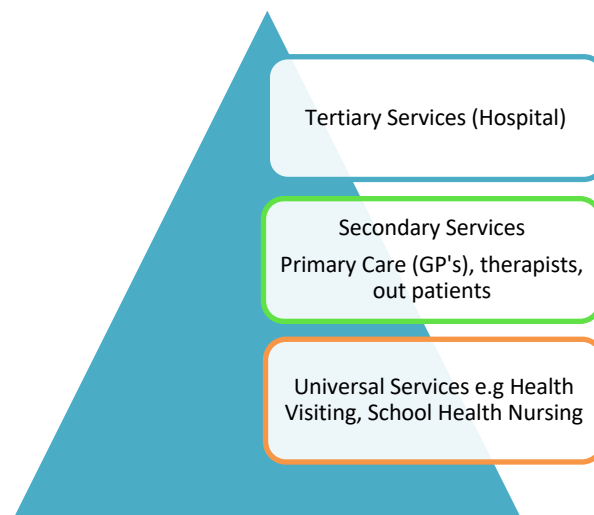 Tertiary Services (Hospital)
Secondary Services
Primary Care (GP's), therapists,
out patients
Universal Services e.g Health
Visiting, School Health Nursing